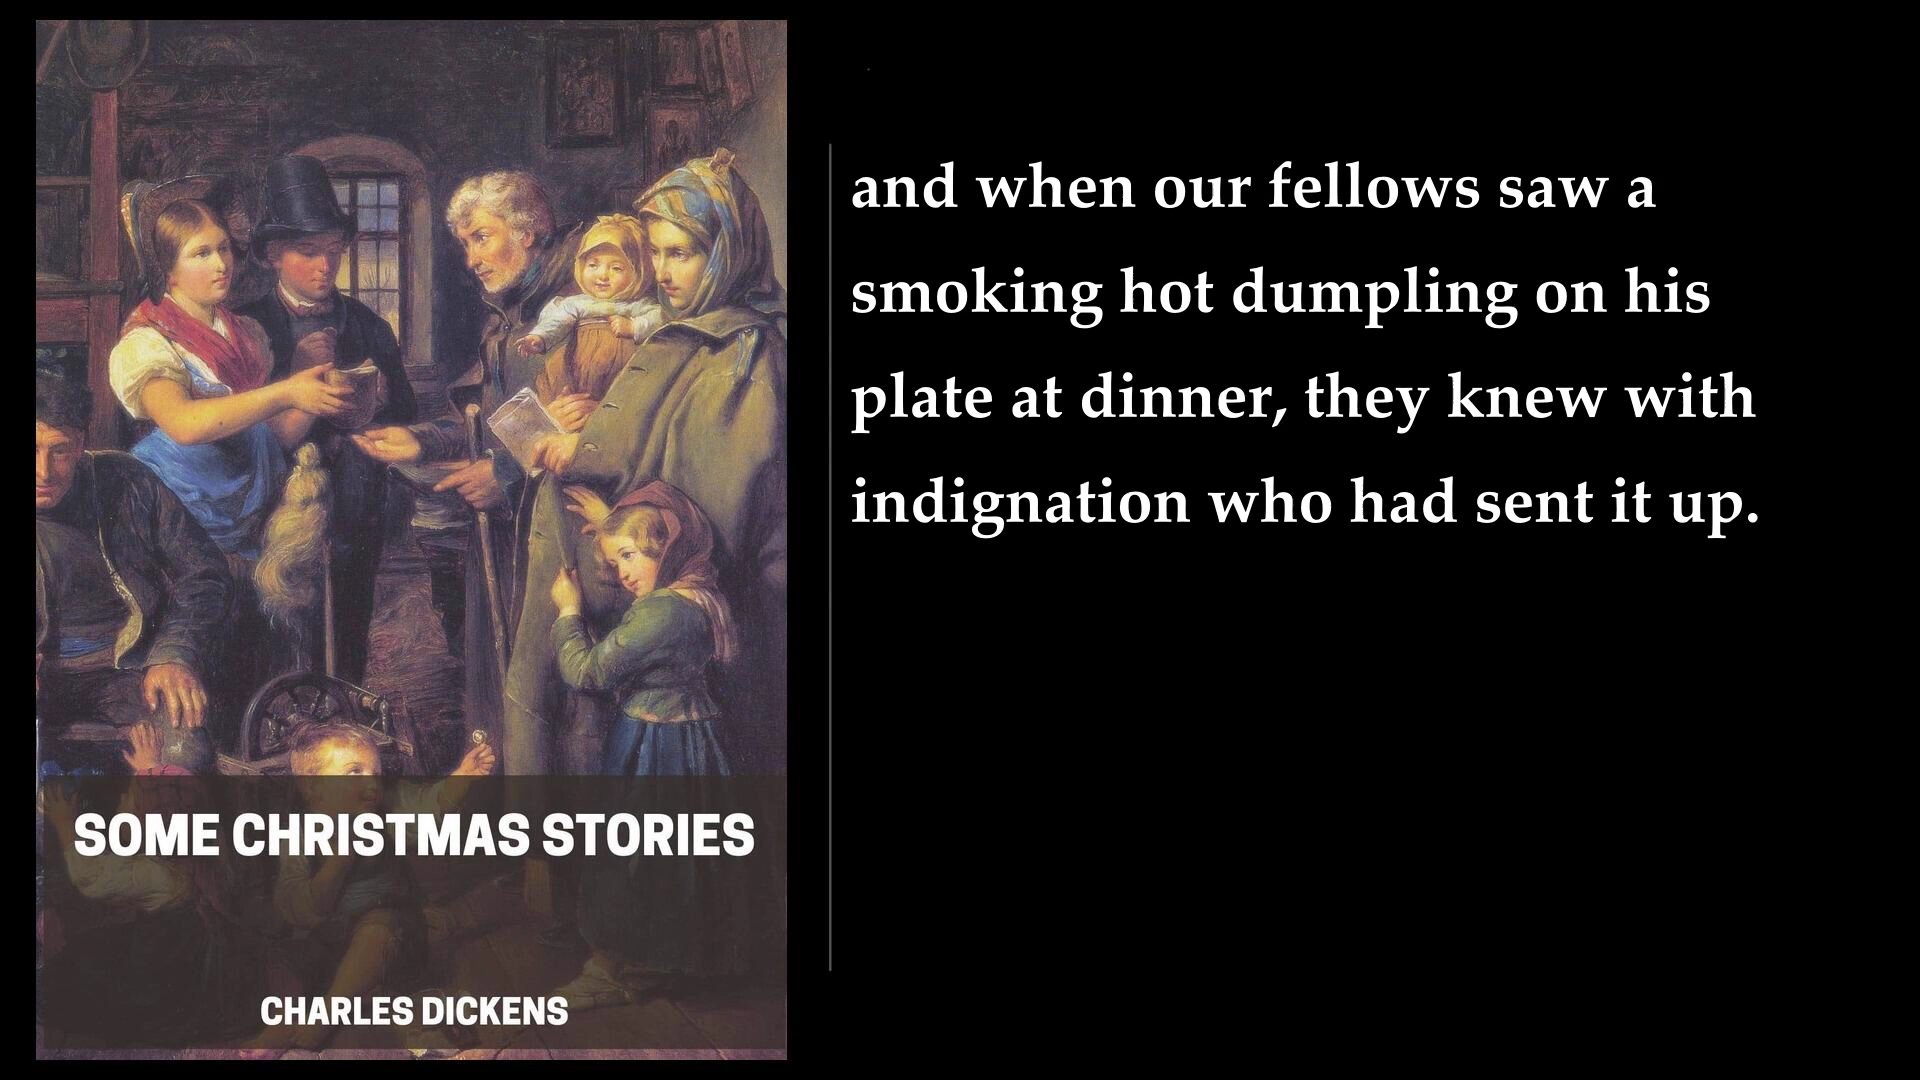 and when our fellows saw a
smoking hot dumpling on his
plate at dinner, they knew with
indignation who had sent it up.
SOME CHRISTMAS STORIES
CHARLES DICKENS